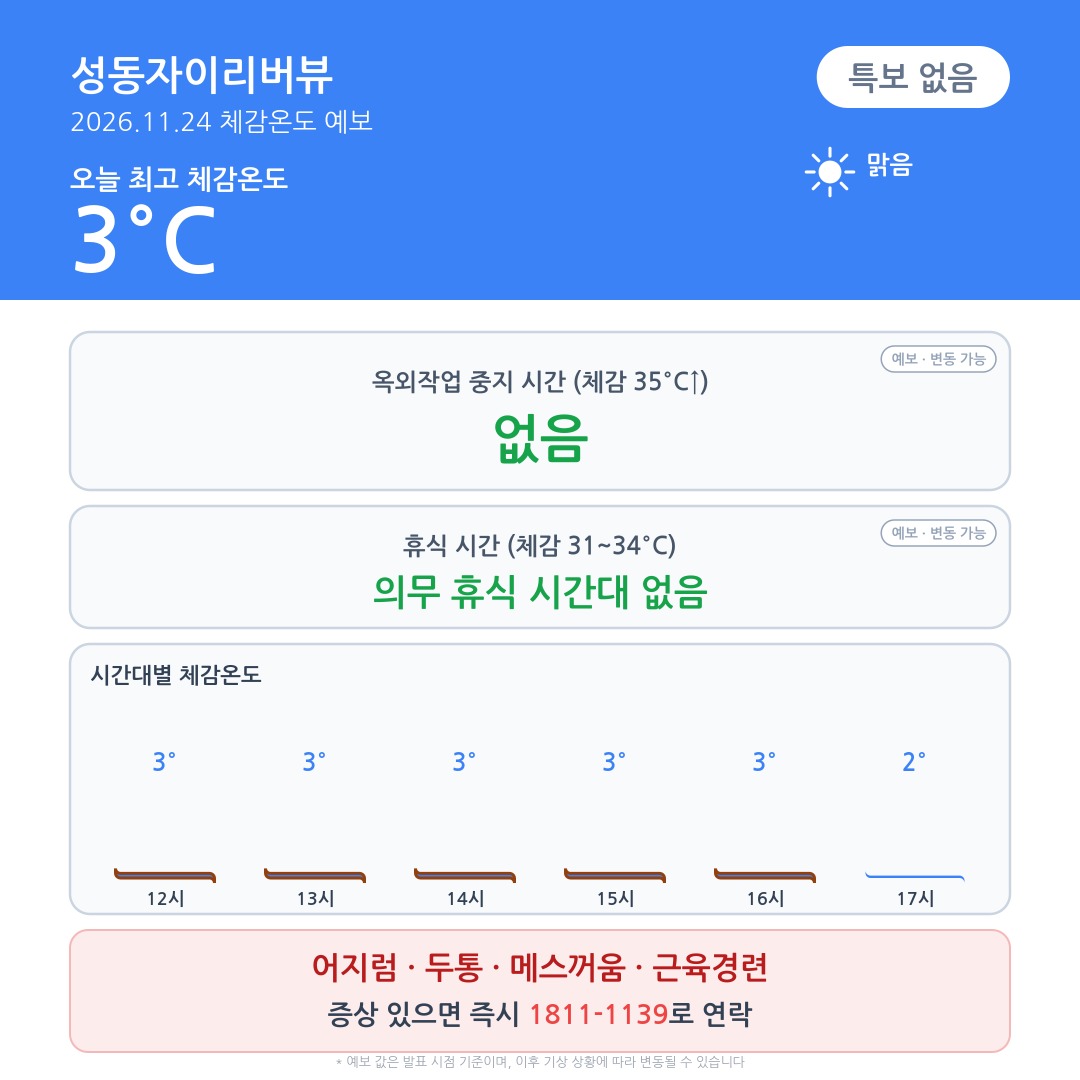 성동자이리버뷰
특보 없음
2026.11.24 체감온도 예보
맑음
오늘 최고 체감온도
3°C
예보 · 변동 가능
옥외작업 중지 시간 (체감 35°C↑)
없음
예보 · 변동 가능
휴식 시간 (체감 31~34°C)
의무 휴식 시간대 없음
시간대별 체감온도
3° 3° 3° 3° 3° 2°
12시 13시 14시 15시 16시 17시
어지럼 · 두통 · 메스꺼움 · 근육경련
증상 있으면 즉시 1811-1139로 연락
* 예보 값은 발표 시점 기준이며, 이후 기상 상황에 따라 변동될 수 있습니다